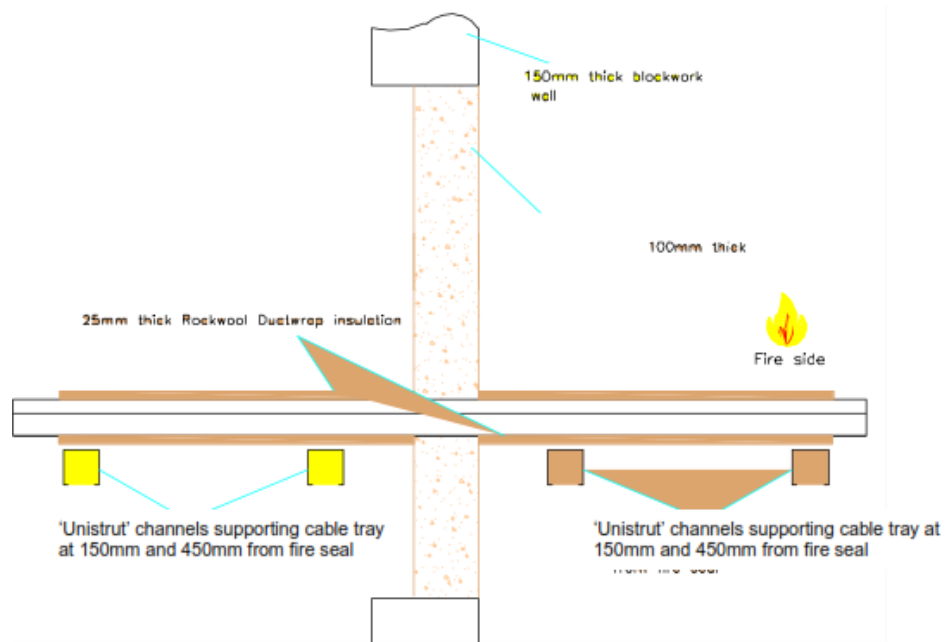 150mm thick blockwork
wall
100mm thick
25mm thick Rockwool Ductwrap insulation
Fire side
'Unistrut' channels supporting cable tray
at 150mm and 450mm from fire seal
'Unistrut' channels supporting cable tray at
150mm and 450mm from fire seal